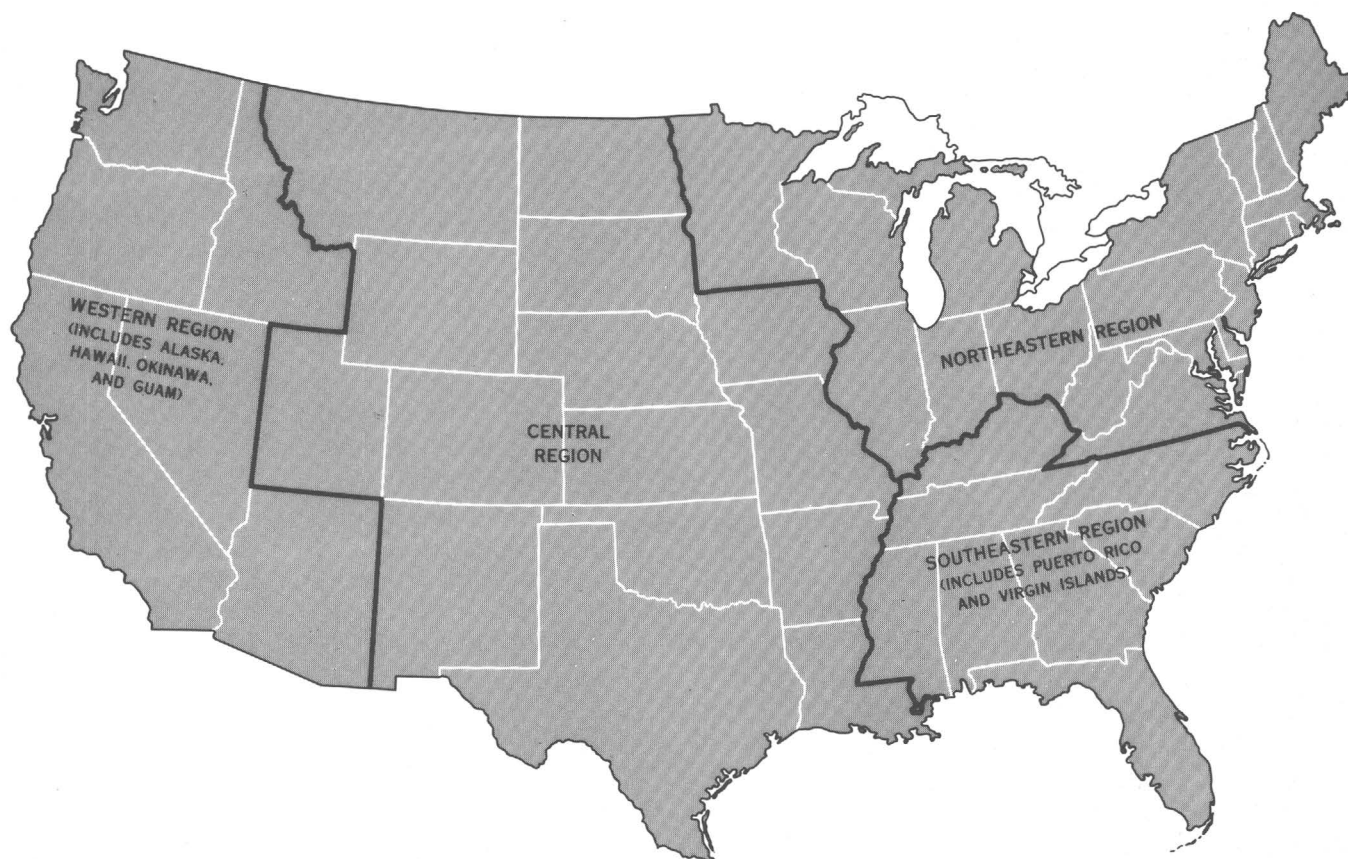 WESTERN REGION
(INCLUDES ALASKA,
HAWAII, OKINAWA,
AND GUAM)
CENTRAL
REGION
NORTHEASTERN REGION
SOUTHEASTERN REGION
(INCLUDES PUERTO RICO
AND VIRGIN ISLANDS)